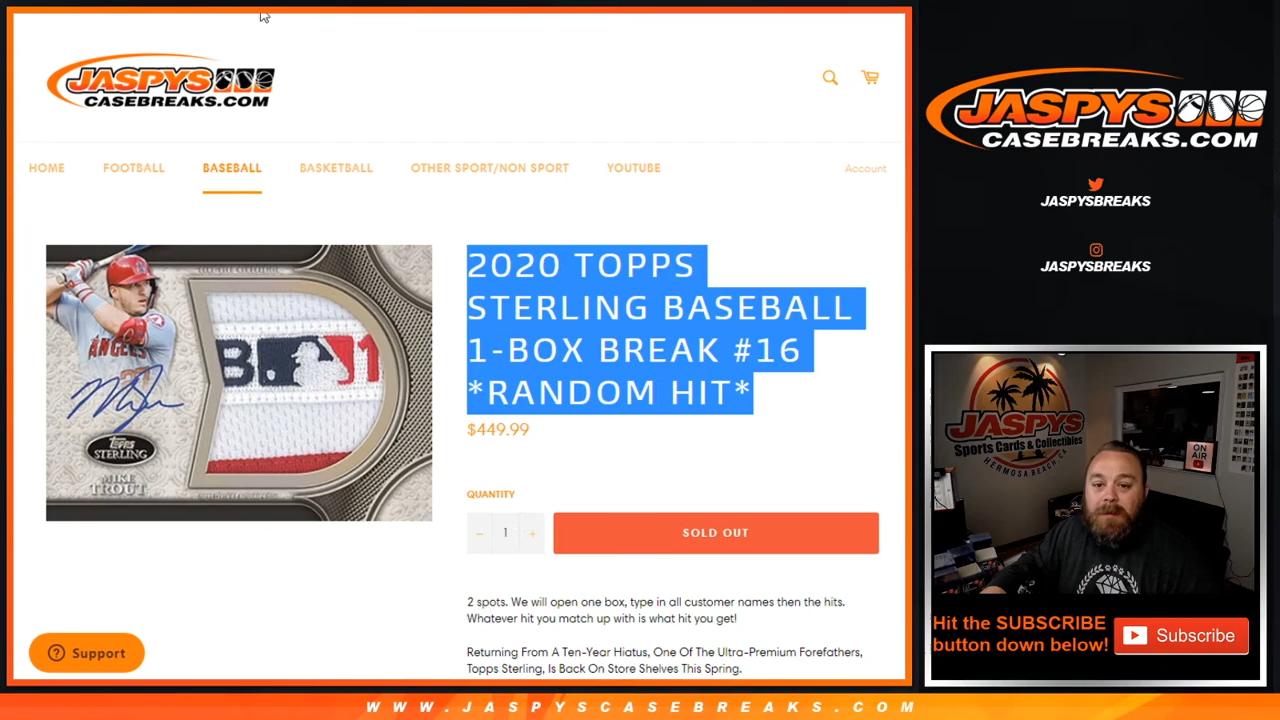 JASPYS
CASEBREAKS.COM
HOME FOOTBALL BASEBALL BASKETBALL OTHER SPORT/NON SPORT YOUTUBE Account
2020 TOPPS
STERLING BASEBALL
1-BOX BREAK #16
*RANDOM HIT*
$449.99
QUANTITY
− 1 + SOLD OUT
2 spots. We will open one box, type in all customer names then the hits.
Whatever hit you match up with is what hit you get!
Returning From A Ten-Year Hiatus, One Of The Ultra-Premium Forefathers,
Topps Sterling, Is Back On Store Shelves This Spring.
ANGELS
Topps
STERLING
MIKE
TROUT
? Support
JASPYS
CASEBREAKS.COM
JASPYSBREAKS
JASPYSBREAKS
JASPYS
Sports Cards & Collectibles
HERMOSA BEACH, CA
ON
AIR
Hit the SUBSCRIBE
button down below!
Subscribe
WWW.JASPYSCASEBREAKS.COM